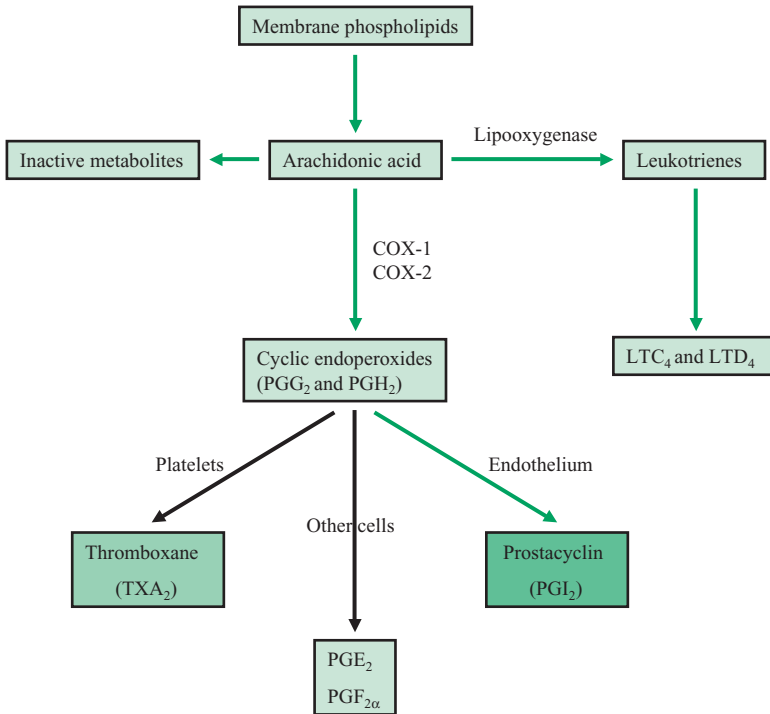 Membrane phospholipids
Lipooxygenase
Inactive metabolites
Arachidonic acid
Leukotrienes
COX-1
COX-2
Cyclic endoperoxides
(PGG₂ and PGH₂)
LTC₄ and LTD₄
Platelets
Endothelium
Other cells
Thromboxane
(TXA₂)
Prostacyclin
(PGI₂)
PGE₂
PGF₂α